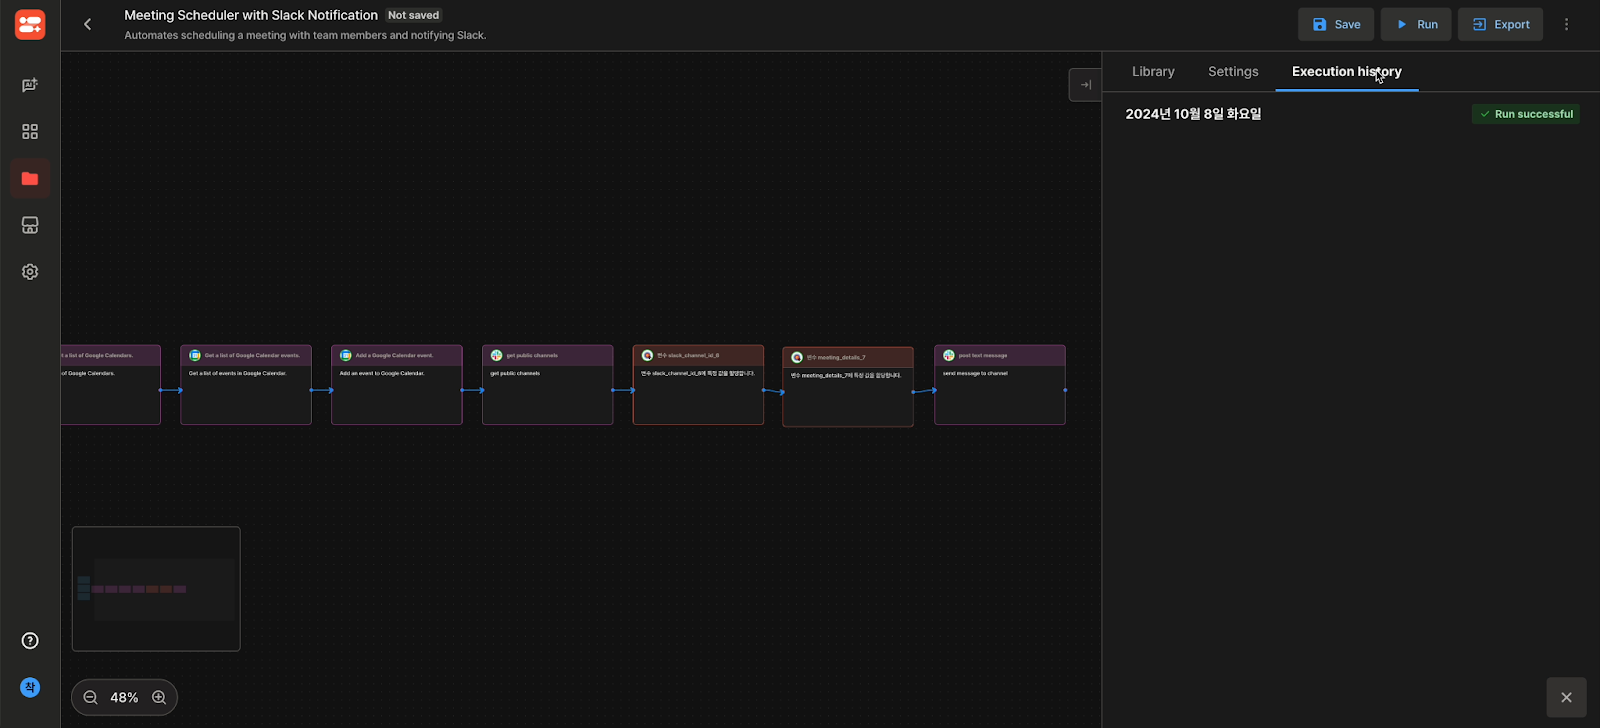 Meeting Scheduler with Slack Notification Not saved
Automates scheduling a meeting with team members and notifying Slack.
Save
Run
Export
Library
Settings
Execution history
2024년 10월 8일 화요일
Run successful
t a list of Google Calendars.
of Google Calendars.
Get a list of Google Calendar events.
Get a list of events in Google Calendar.
Add a Google Calendar event.
Add an event to Google Calendar.
get public channels
get public channels
변수 slack_channel_id_8
변수 slack_channel_id_8에 특정 값을 할당합니다.
변수 meeting_details_7
변수 meeting_details_7에 특정 값을 할당합니다.
post text message
send message to channel
48%
착